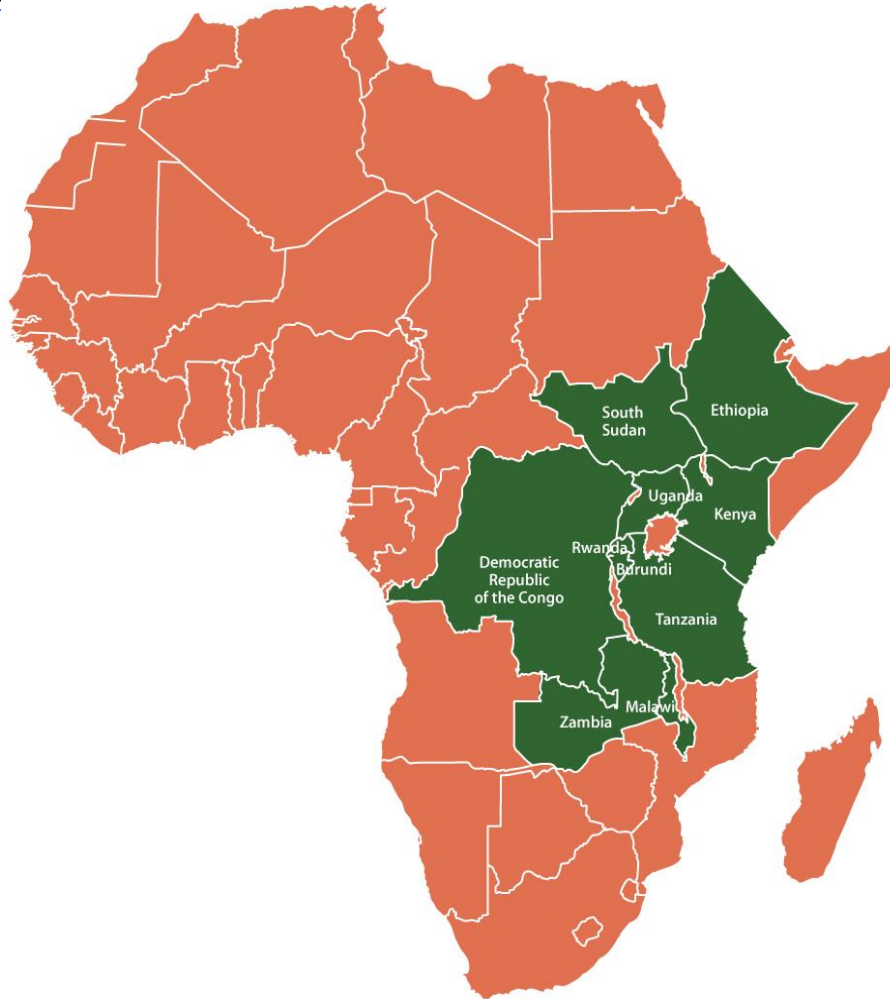 South
Sudan
Ethiopia
Uganda
Kenya
Rwanda
Burundi
Democratic
Republic
of the Congo
Tanzania
Malawi
Zambia